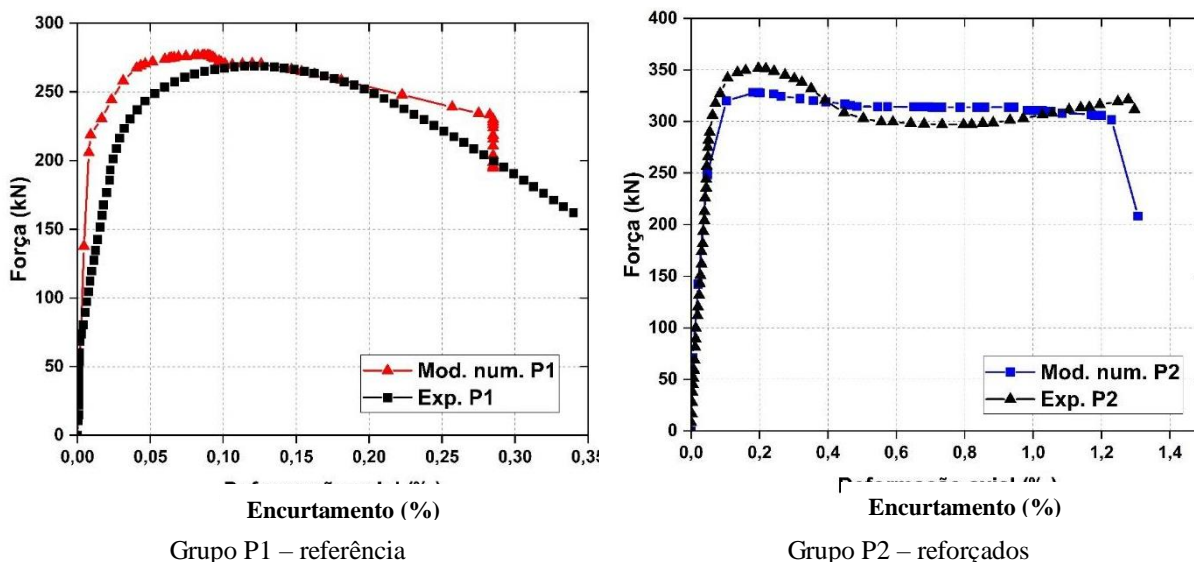 300
250
200
150
100
50
0
Força (kN)
Mod. num. P1
Exp. P1
0,00 0,05 0,10 0,15 0,20 0,25 0,30 0,35
Encurtamento (%)
Grupo P1 – referência
400
350
300
250
200
150
100
50
0
Força (kN)
Mod. num. P2
Exp. P2
0,0 0,2 0,4 0,6 0,8 1,0 1,2 1,4
Encurtamento (%)
Grupo P2 – reforçados